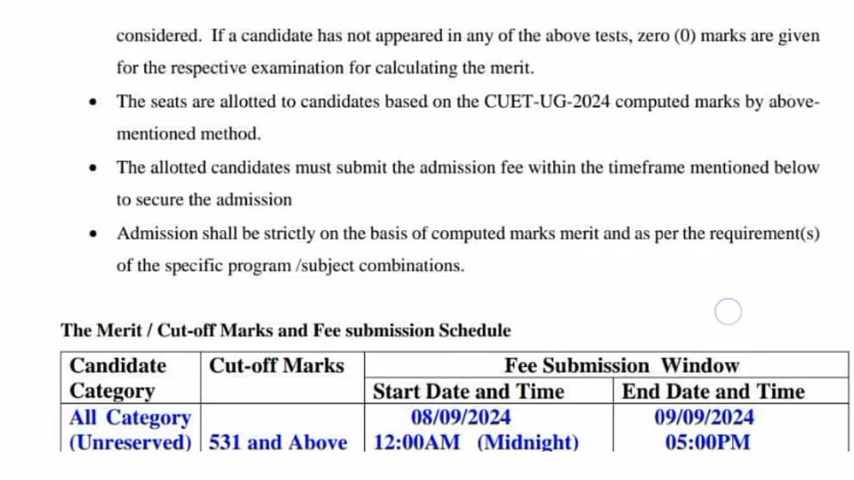 considered. If a candidate has not appeared in any of the above tests, zero (0) marks are given
for the respective examination for calculating the merit.
• The seats are allotted to candidates based on the CUET-UG-2024 computed marks by above-
mentioned method.
• The allotted candidates must submit the admission fee within the timeframe mentioned below
to secure the admission
• Admission shall be strictly on the basis of computed marks merit and as per the requirement(s)
of the specific program /subject combinations.
The Merit / Cut-off Marks and Fee submission Schedule
Candidate Category Cut-off Marks Fee Submission Window
Start Date and Time End Date and Time
All Category (Unreserved) 531 and Above 08/09/2024 12:00AM (Midnight) 09/09/2024 05:00PM